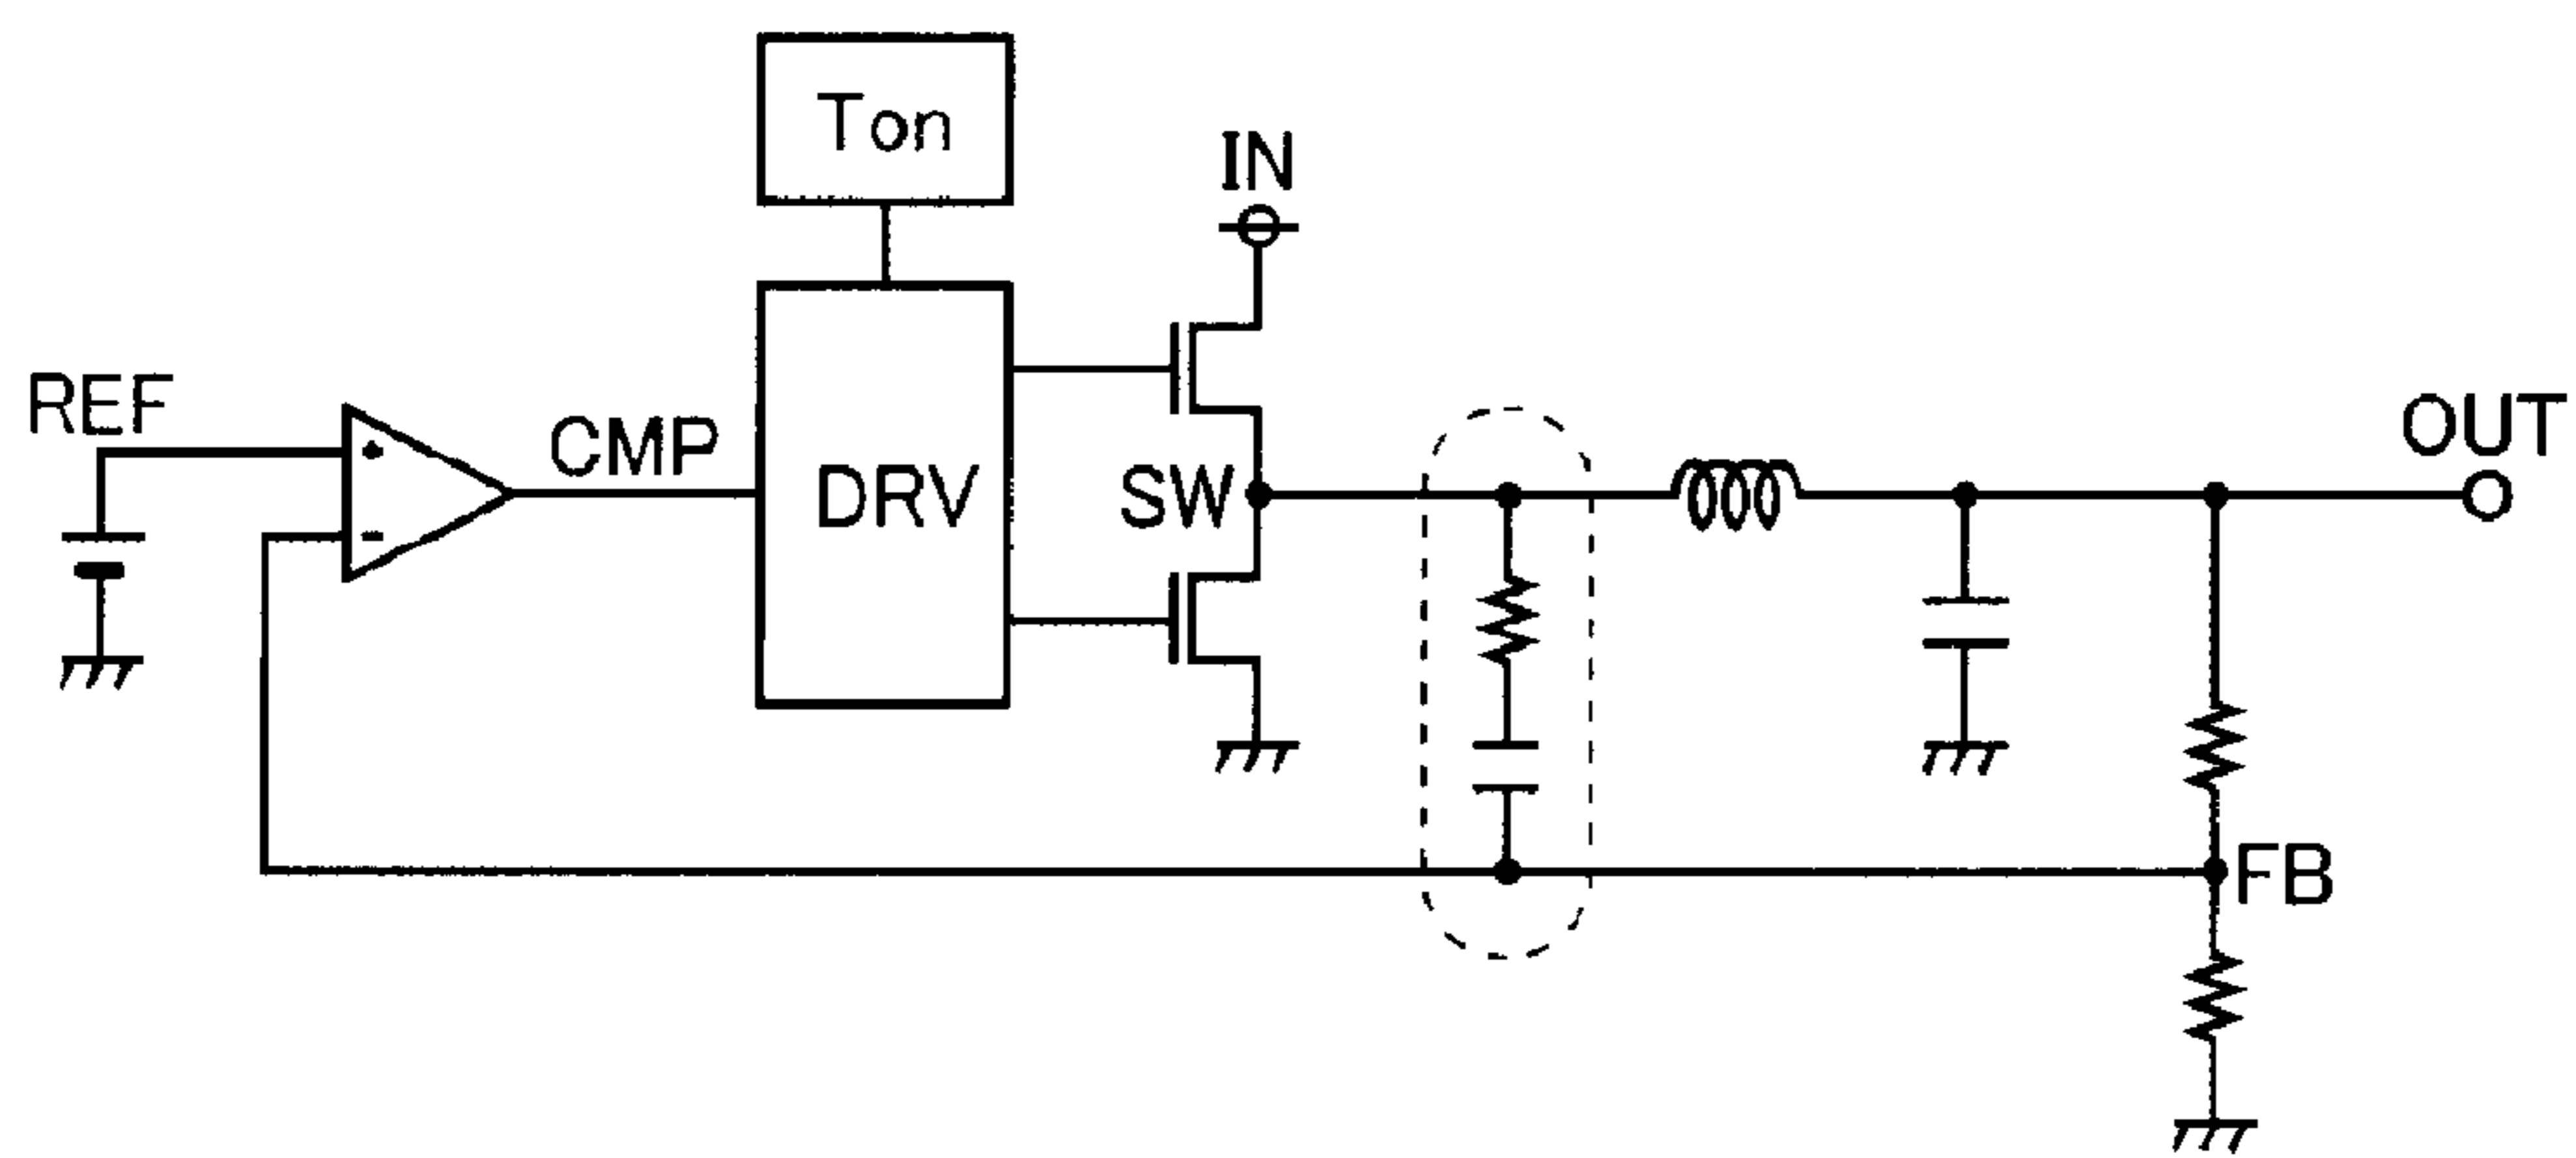 Ton
IN
REF
CMP
DRV
SW
OUT
FB